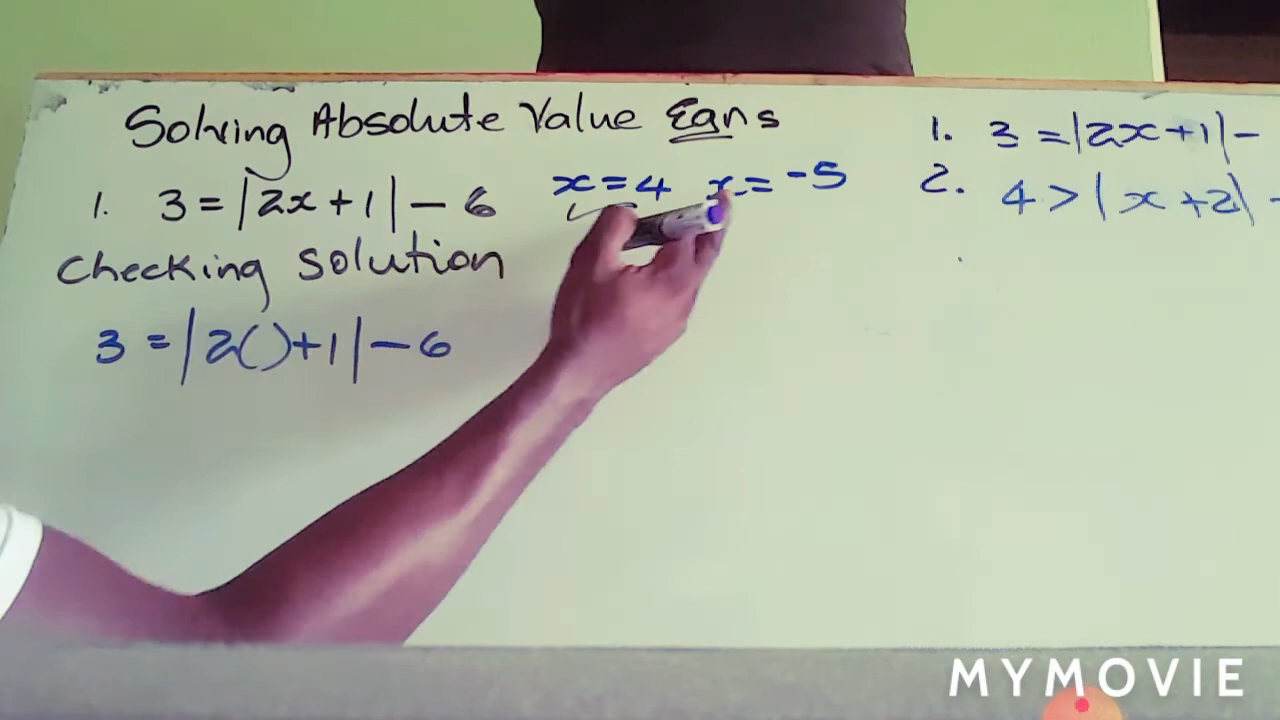 Solving Absolute Value Eqns
1. 3 = |2x + 1| - 6 x = 4 x = -5
Checking solution
3 = |2( ) + 1| - 6
1. 3 = |2x + 1| -
2. 4 > |x + 2| -
MYMOVIE